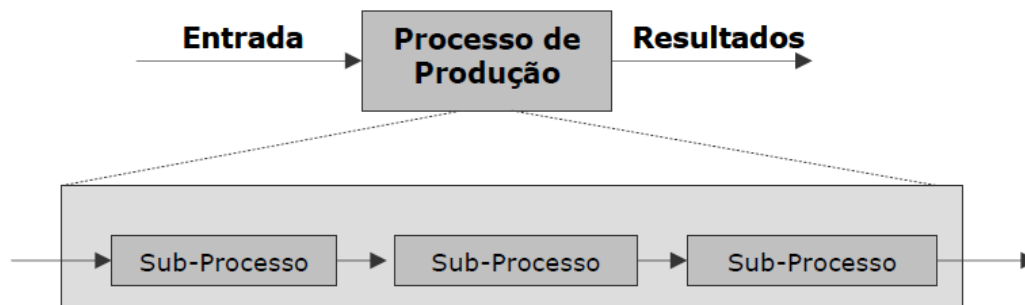 Entrada
Processo de
Produção
Resultados
Sub-Processo
Sub-Processo
Sub-Processo